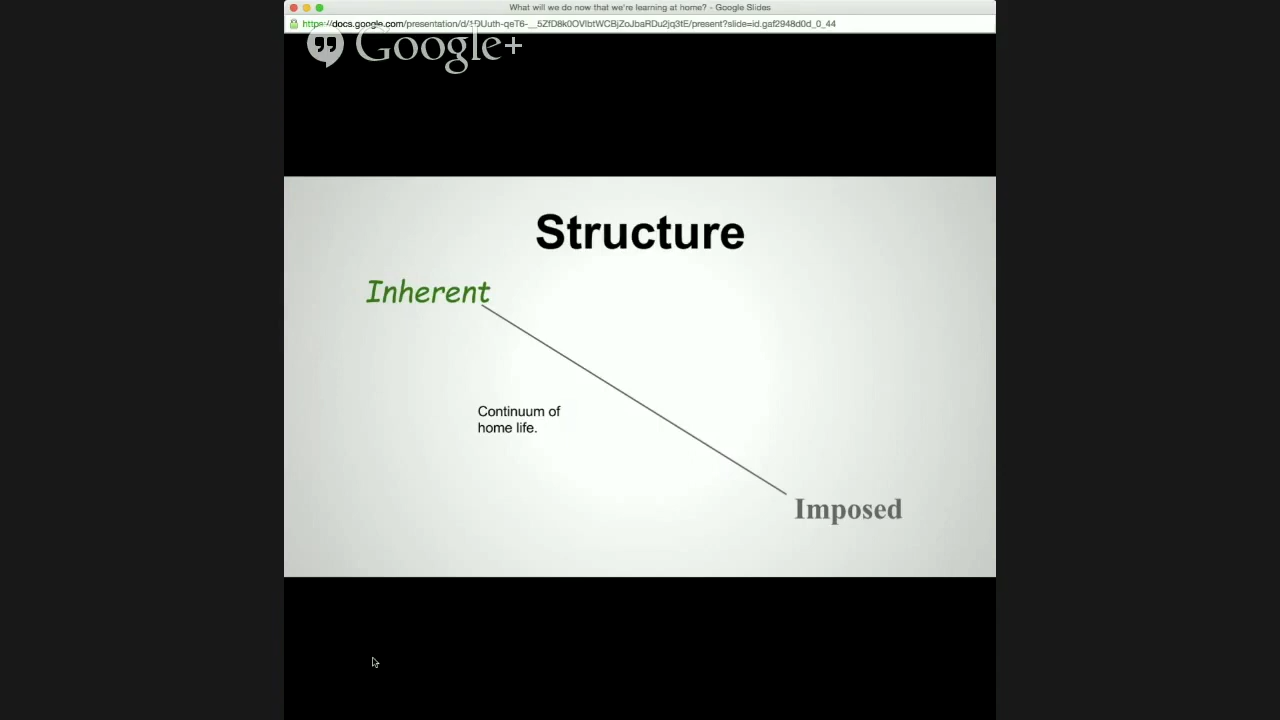 What will we do now that we're learning at home? - Google Slides
Google+
Structure
Inherent
Continuum of
home life.
Imposed